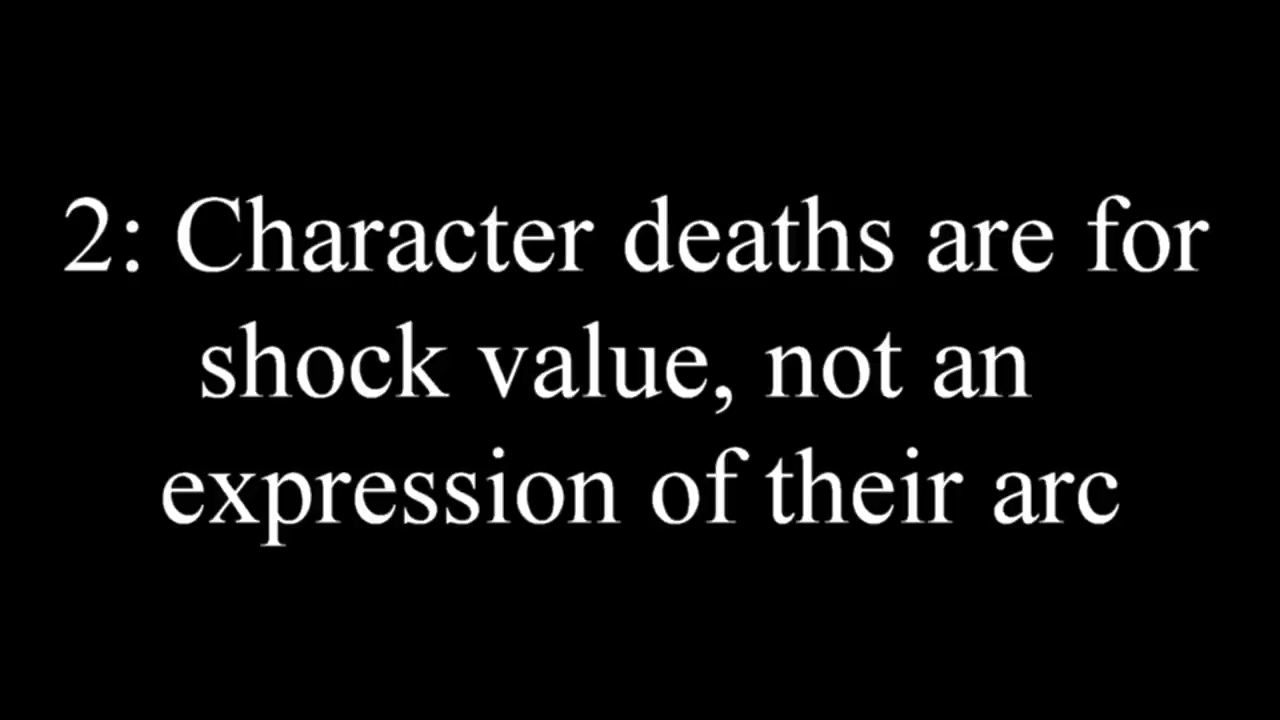 2: Character deaths are for
shock value, not an
expression of their arc